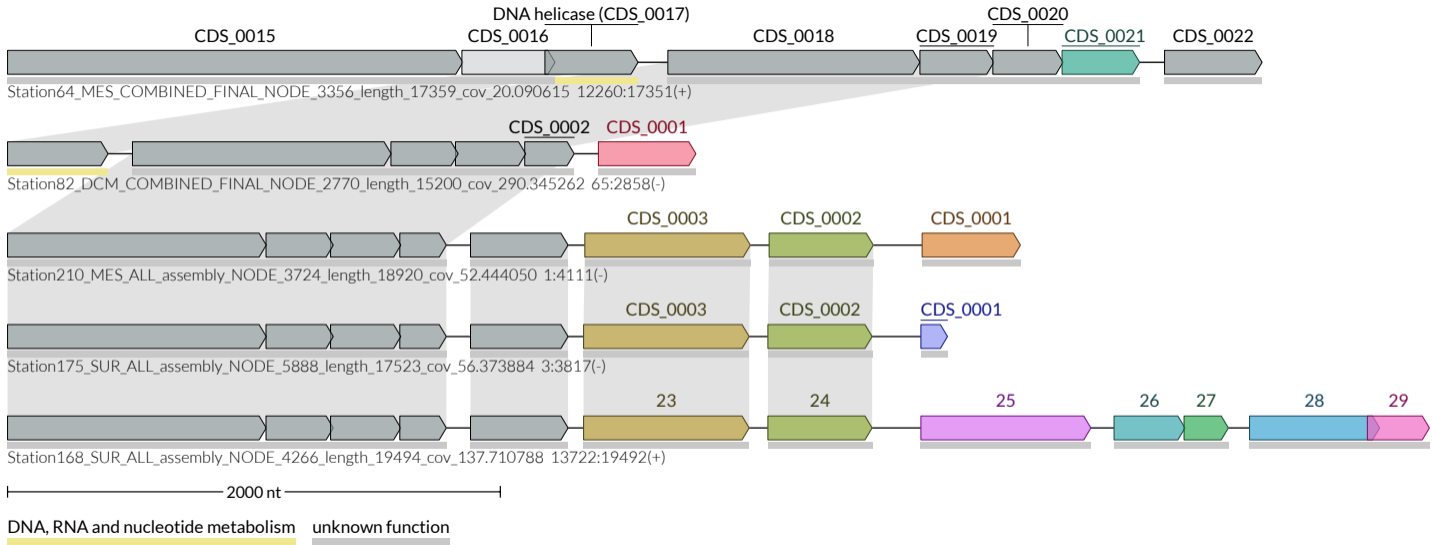 DNA helicase (CDS_0017)
CDS_0020
CDS_0015 CDS_0016 CDS_0018 CDS_0019 CDS_0021 CDS_0022
Station64_MES_COMBINED_FINAL_NODE_3356_length_17359_cov_20.090615 12260:17351(+)
CDS_0002 CDS_0001
Station82_DCM_COMBINED_FINAL_NODE_2770_length_15200_cov_290.345262 65:2858(-)
CDS_0003 CDS_0002 CDS_0001
Station210_MES_ALL_assembly_NODE_3724_length_18920_cov_52.444050 1:4111(-)
CDS_0003 CDS_0002 CDS_0001
Station175_SUR_ALL_assembly_NODE_5888_length_17523_cov_56.373884 3:3817(-)
23 24 25 26 27 28 29
Station168_SUR_ALL_assembly_NODE_4266_length_19494_cov_137.710788 13722:19492(+)
2000 nt
DNA, RNA and nucleotide metabolism unknown function